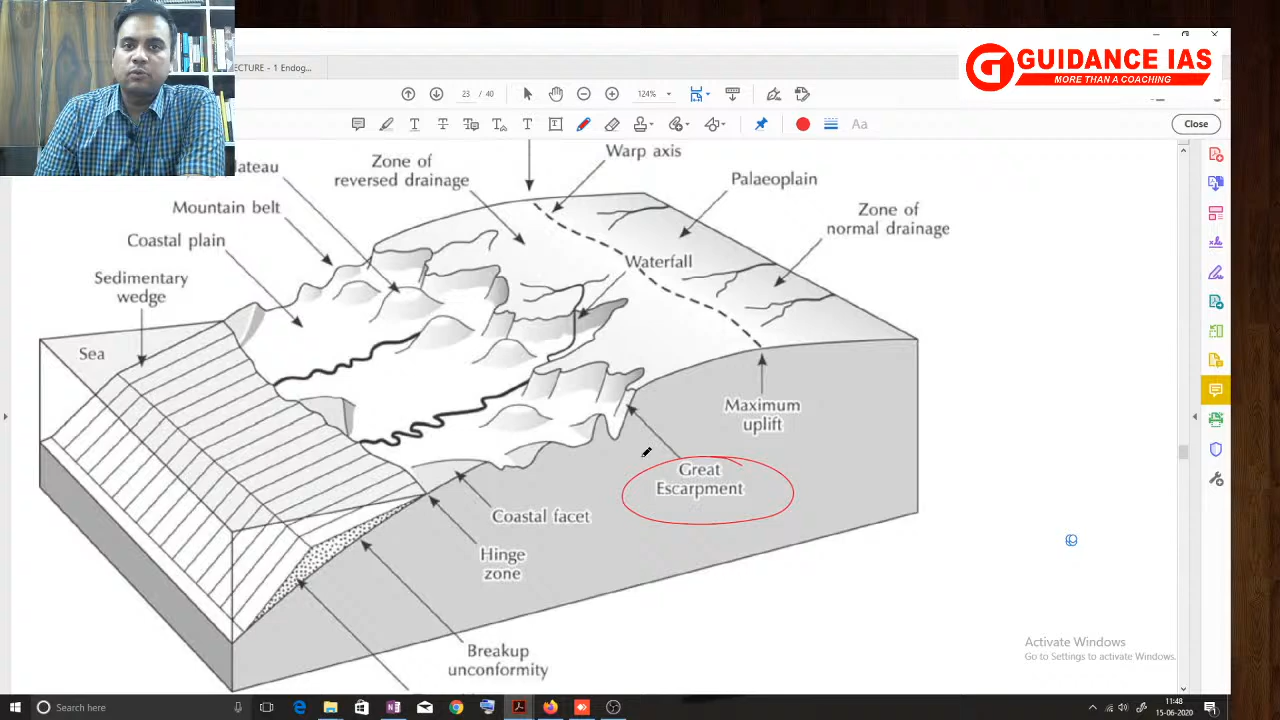 GUIDANCE IAS
MORE THAN A COACHING
ECTURE - 1 Endog...
23 / 40
124%
Aa
Close
lateau
Zone of
reversed drainage
Warp axis
Palaeoplain
Zone of
normal drainage
Mountain belt
Coastal plain
Sedimentary
wedge
Waterfall
Sea
Maximum
uplift
Great
Escarpment
Coastal facet
Hinge
zone
Breakup
unconformity
Activate Windows
Go to Settings to activate Windows.
Search here
11:48
15-06-2020